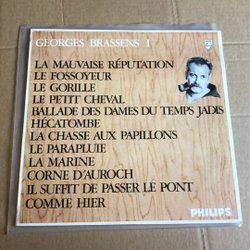 GEORGES BRASSENS 1
LA MAUVAISE RÉPUTATION
LE FOSSOYEUR
LE GORILLE
LE PETIT CHEVAL
BALLADE DES DAMES DU TEMPS JADIS
HÉCATOMBE
LA CHASSE AUX PAPILLONS
LE PARAPLUIE
LA MARINE
CORNE D'AUROCH
IL SUFFIT DE PASSER LE PONT
COMME HIER
PHILIPS